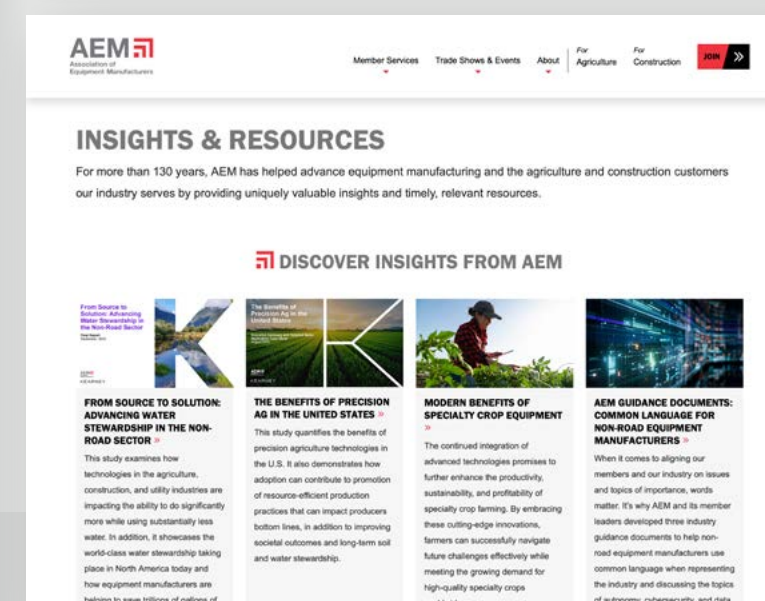 AEM
Association of
Equipment Manufacturers
Member Services
Trade Shows & Events
About
For
Agriculture
For
Construction
JOIN »
INSIGHTS & RESOURCES
For more than 130 years, AEM has helped advance equipment manufacturing and the agriculture and construction customers
our industry serves by providing uniquely valuable insights and timely, relevant resources.
DISCOVER INSIGHTS FROM AEM
From Source to
Solution: Advancing
Water Stewardship in
the Non-Road Sector
The Benefits of
Precision Ag in the
United States
FROM SOURCE TO SOLUTION:
ADVANCING WATER
STEWARDSHIP IN THE NON-
ROAD SECTOR »
This study examines how
technologies in the agriculture,
construction, and utility industries are
impacting the ability to do significantly
more while using substantially less
water. In addition, it showcases the
world-class water stewardship taking
place in North America today and
how equipment manufacturers are
helping to save trillions of gallons of
THE BENEFITS OF PRECISION
AG IN THE UNITED STATES »
This study quantifies the benefits of
precision agriculture technologies in
the U.S. It also demonstrates how
adoption can contribute to promotion
of resource-efficient production
practices that can impact producers
bottom lines, in addition to improving
societal outcomes and long-term soil
and water stewardship.
MODERN BENEFITS OF
SPECIALTY CROP EQUIPMENT
»
The continued integration of
advanced technologies promises to
further enhance the productivity,
sustainability, and profitability of
specialty crop farming. By embracing
these cutting-edge innovations,
farmers can successfully navigate
future challenges effectively while
meeting the growing demand for
high-quality specialty crops
AEM GUIDANCE DOCUMENTS:
COMMON LANGUAGE FOR
NON-ROAD EQUIPMENT
MANUFACTURERS »
When it comes to aligning our
members and our industry on issues
and topics of importance, words
matter. It's why AEM and its member
leaders developed three industry
guidance documents to help non-
road equipment manufacturers use
common language when representing
the industry and discussing the topics
of autonomy, cybersecurity, and data